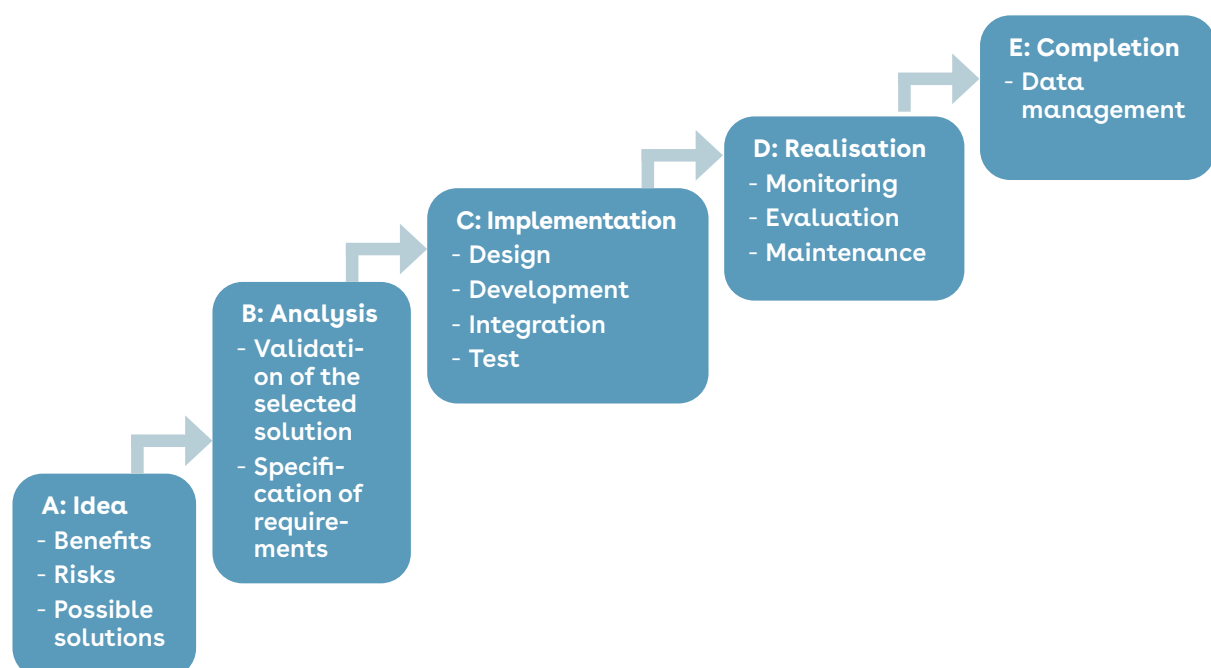 A: Idea
- Benefits
- Risks
- Possible
solutions
B: Analysis
- Validati-
on of the
selected
solution
- Specifi-
cation of
require-
ments
C: Implementation
- Design
- Development
- Integration
- Test
D: Realisation
- Monitoring
- Evaluation
- Maintenance
E: Completion
- Data
management